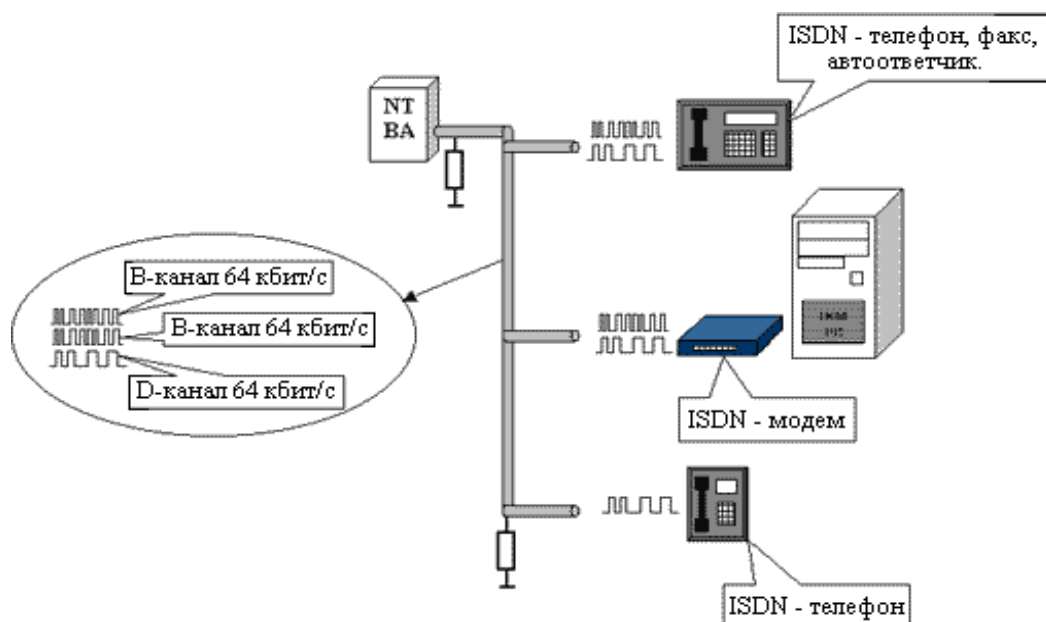 ISDN - телефон, факс,
автоответчик.
NT
BA
B-канал 64 кбит/с
B-канал 64 кбит/с
D-канал 64 кбит/с
ISDN - модем
ISDN - телефон